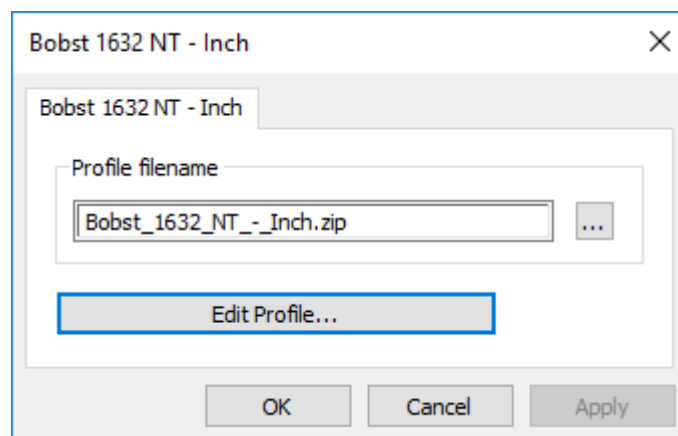 Bobst 1632 NT - Inch
Bobst 1632 NT - Inch
Profile filename
Bobst_1632_NT_-_Inch.zip
...
Edit Profile...
OK Cancel Apply